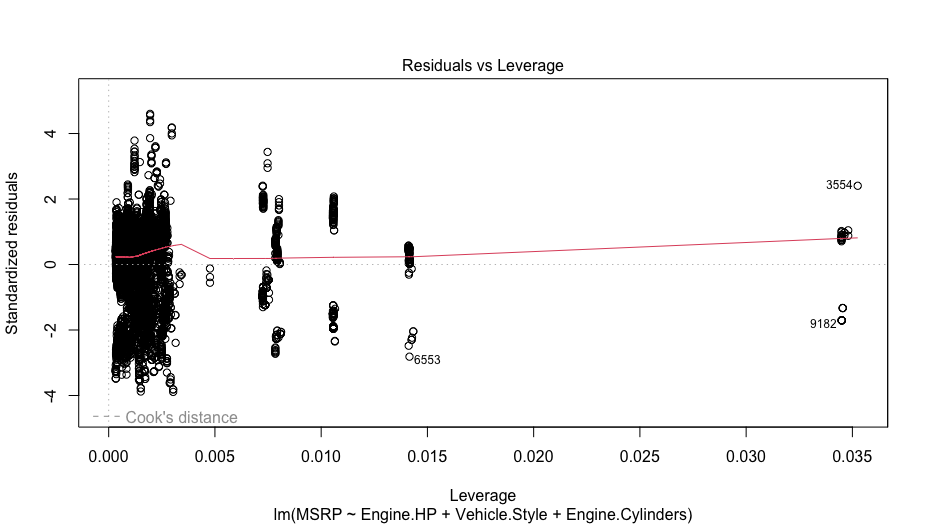 Residuals vs Leverage
Standardized residuals
4
2
0
-2
-4
3554
9182
6553
Cook's distance
0.000 0.005 0.010 0.015 0.020 0.025 0.030 0.035
Leverage
lm(MSRP ~ Engine.HP + Vehicle.Style + Engine.Cylinders)